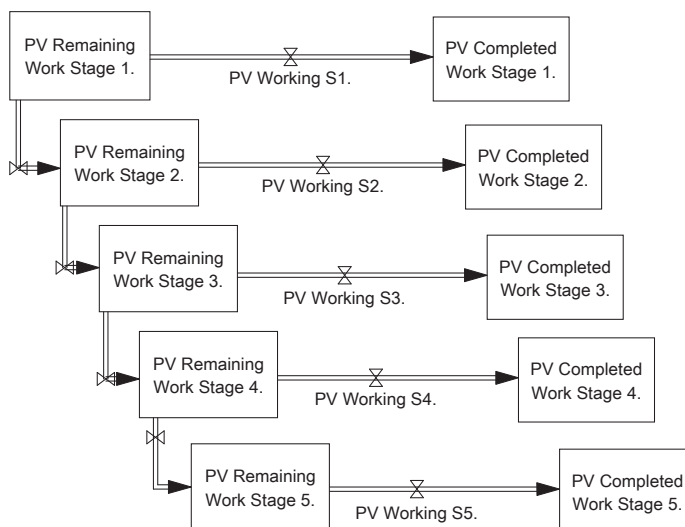 PV Remaining
Work Stage 1.
PV Working S1.
PV Completed
Work Stage 1.
PV Remaining
Work Stage 2.
PV Working S2.
PV Completed
Work Stage 2.
PV Remaining
Work Stage 3.
PV Working S3.
PV Completed
Work Stage 3.
PV Remaining
Work Stage 4.
PV Working S4.
PV Completed
Work Stage 4.
PV Remaining
Work Stage 5.
PV Working S5.
PV Completed
Work Stage 5.